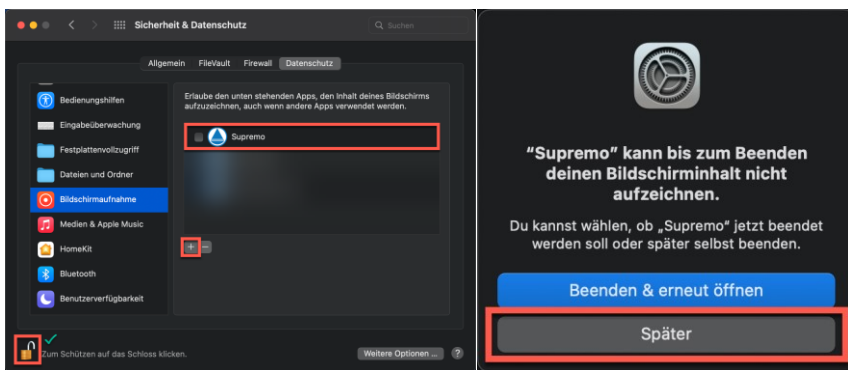 Sicherheit & Datenschutz
Suchen
Allgemein FileVault Firewall Datenschutz
Bedienungshilfen
Eingabeüberwachung
Festplattenvollzugriff
Dateien und Ordner
Bildschirmaufnahme
Medien & Apple Music
HomeKit
Bluetooth
Benutzerverfügbarkeit
Erlaube den unten stehenden Apps, den Inhalt deines Bildschirms
aufzuzeichnen, auch wenn andere Apps verwendet werden.
Supremo
+ −
Zum Schützen auf das Schloss klicken.
Weitere Optionen ... ?
"Supremo" kann bis zum Beenden
deinen Bildschirminhalt nicht
aufzeichnen.
Du kannst wählen, ob „Supremo" jetzt beendet
werden soll oder später selbst beenden.
Beenden & erneut öffnen
Später